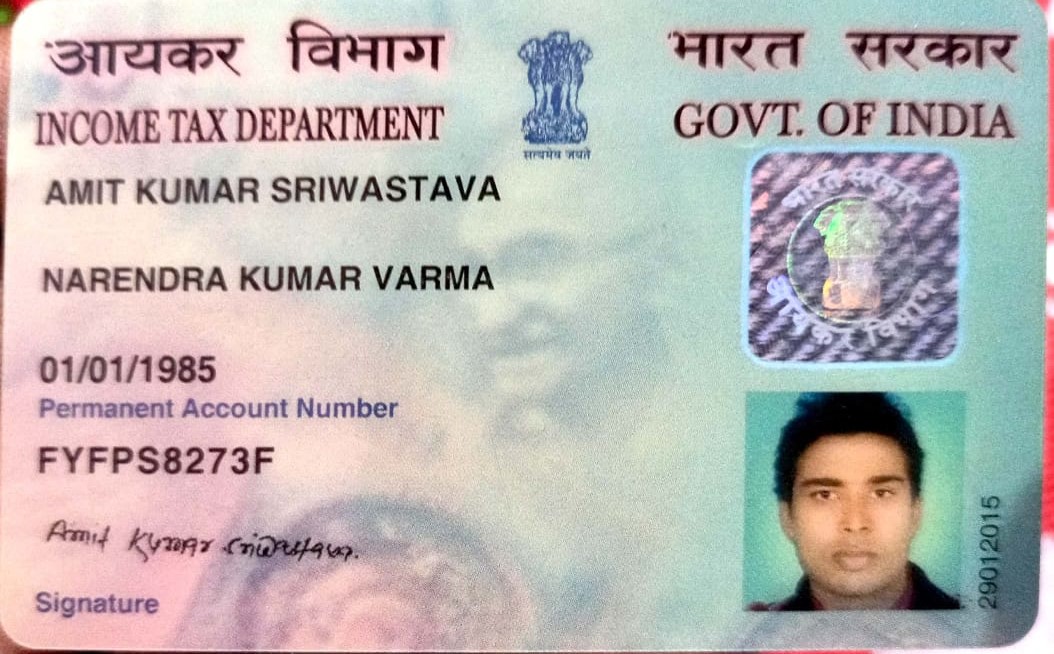 आयकर विभाग
INCOME TAX DEPARTMENT
सत्यमेव जयते
भारत सरकार
GOVT. OF INDIA
AMIT KUMAR SRIWASTAVA
NARENDRA KUMAR VARMA
भारत सरकार
आयकर विभाग
01/01/1985
Permanent Account Number
FYFPS8273F
Amit Kumar Sriwastava.
Signature
29012015